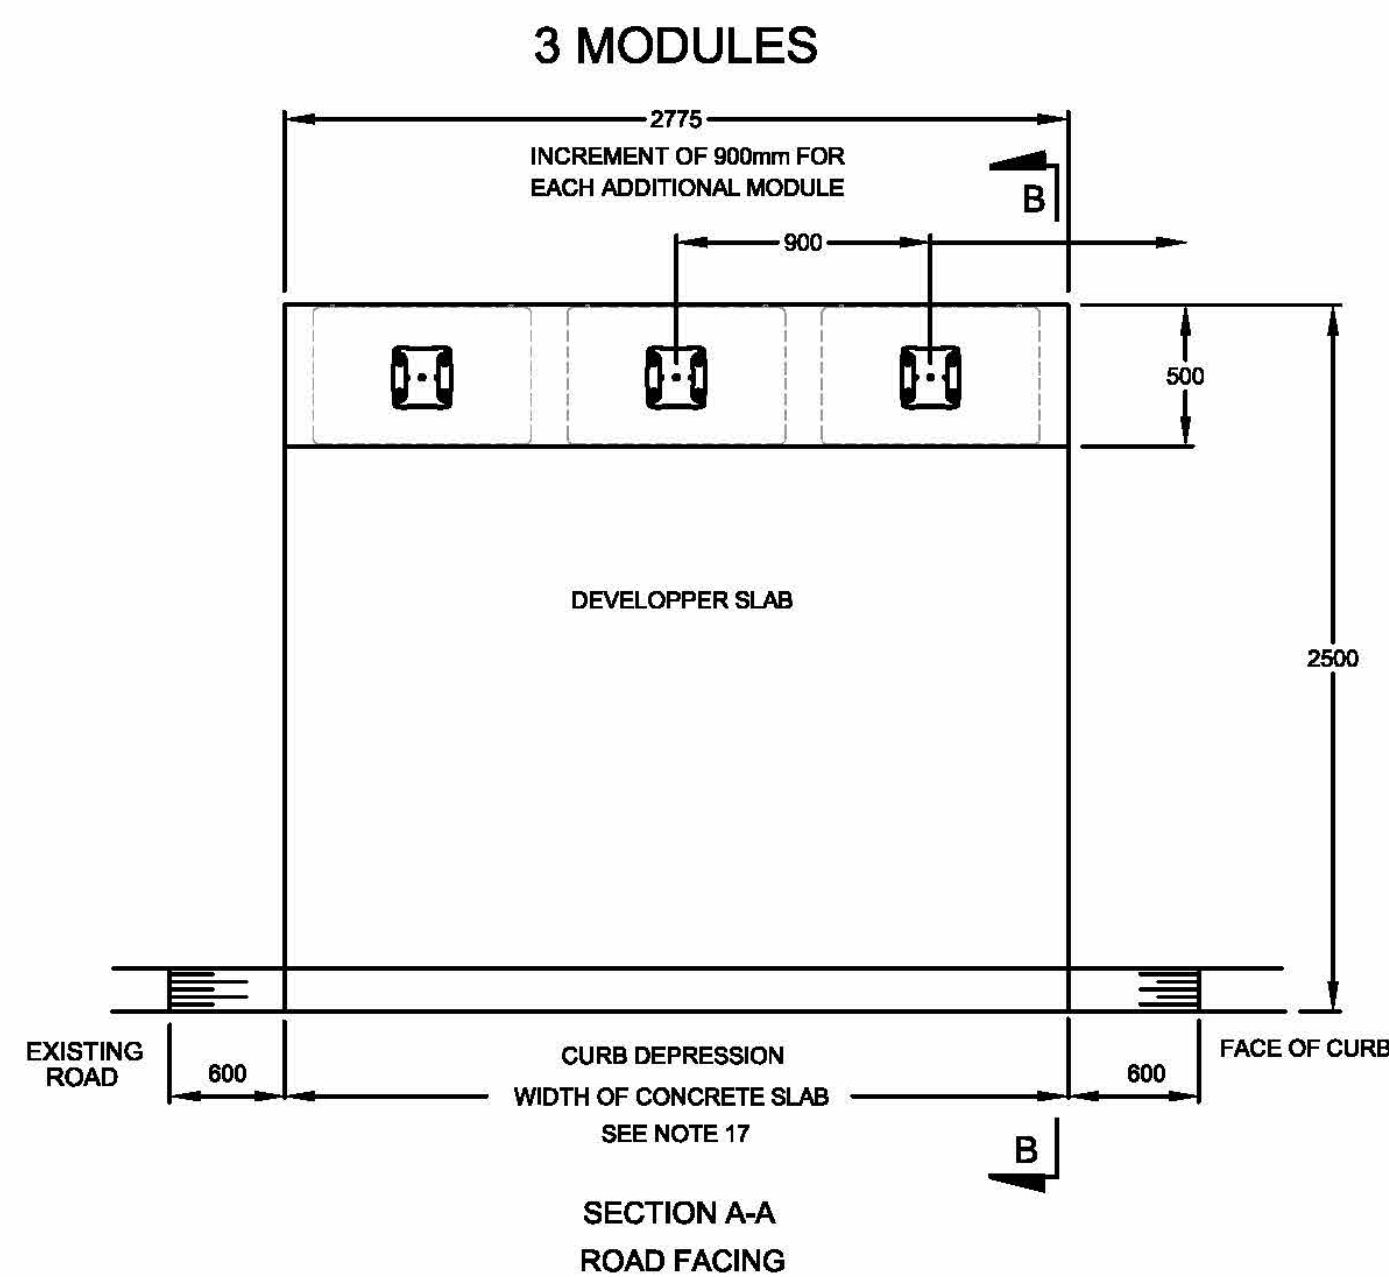 3 MODULES
2775
INCREMENT OF 900mm FOR
EACH ADDITIONAL MODULE
B
900
500
DEVELOPPER SLAB
2500
EXISTING
ROAD
600
CURB DEPRESSION
WIDTH OF CONCRETE SLAB
SEE NOTE 17
600
FACE OF CURB
B
SECTION A-A
ROAD FACING